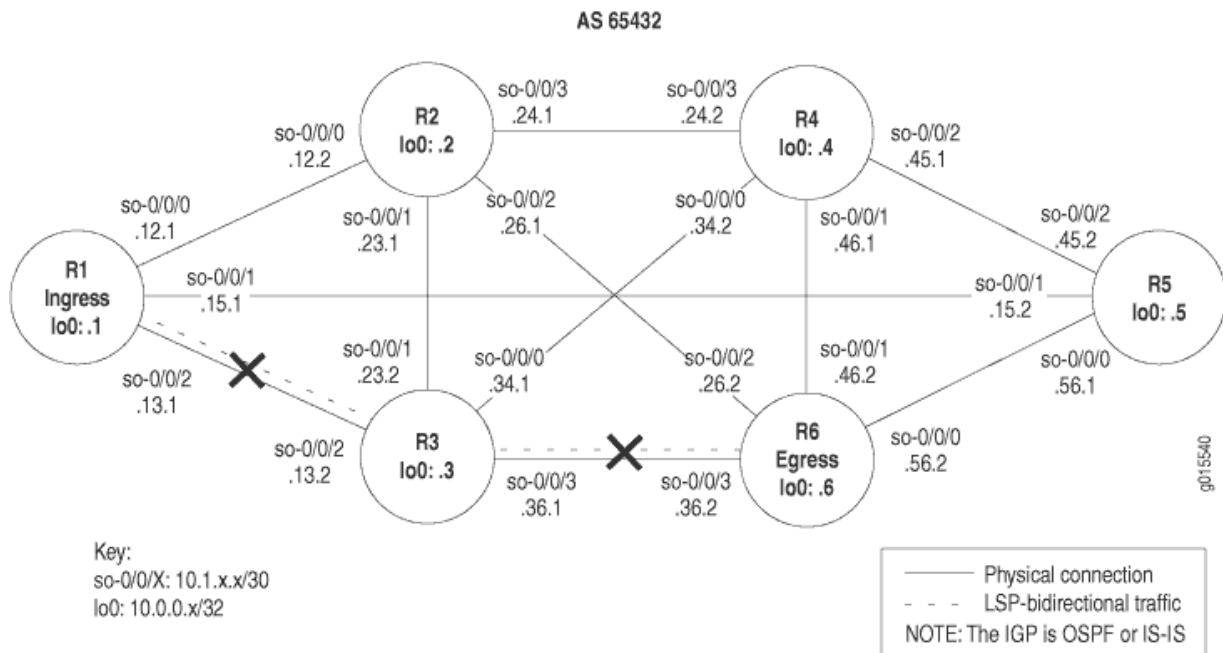 AS 65432
R2
lo0: .2
so-0/0/3
.24.1
so-0/0/3
.24.2
R4
lo0: .4
so-0/0/0
.12.2
so-0/0/2
.45.1
so-0/0/0
.12.1
so-0/0/1
.23.1
so-0/0/2
.26.1
so-0/0/0
.34.2
so-0/0/1
.46.1
so-0/0/2
.45.2
R1
Ingress
lo0: .1
so-0/0/1
.15.1
so-0/0/1
.15.2
R5
lo0: .5
so-0/0/2
.13.1
so-0/0/1
.23.2
so-0/0/0
.34.1
so-0/0/2
.26.2
so-0/0/1
.46.2
so-0/0/0
.56.1
so-0/0/2
.13.2
R3
lo0: .3
so-0/0/3
.36.1
so-0/0/3
.36.2
R6
Egress
lo0: .6
so-0/0/0
.56.2
g015540
Key:
so-0/0/X: 10.1.x.x/30
lo0: 10.0.0.x/32
Physical connection
LSP-bidirectional traffic
NOTE: The IGP is OSPF or IS-IS